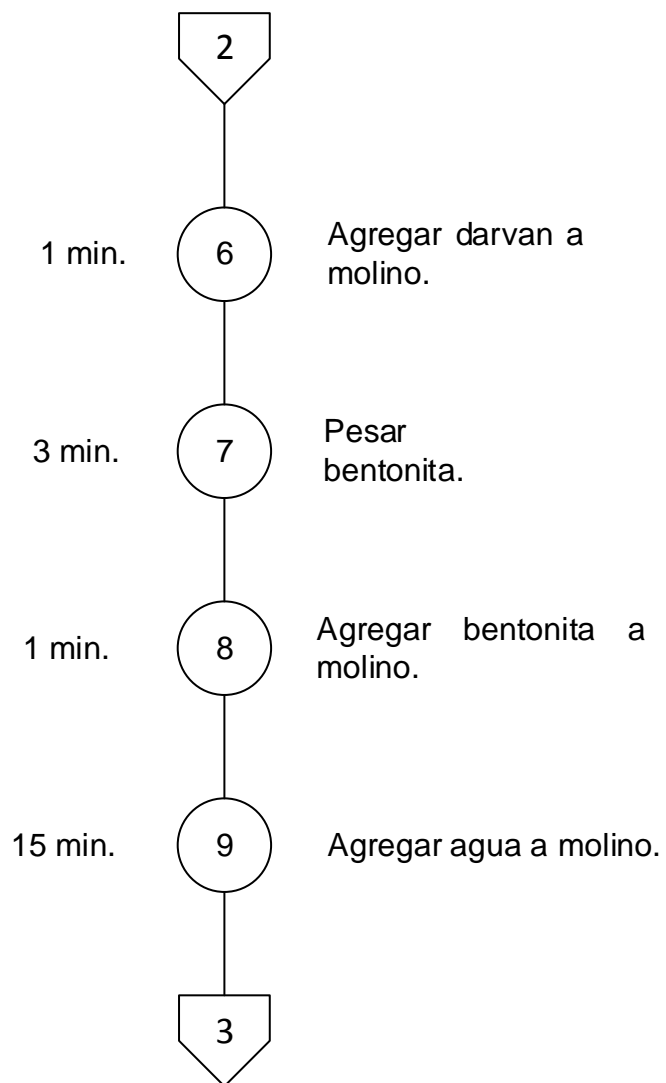 2
1 min.
6
Agregar darvan a
molino.
3 min.
7
Pesar
bentonita.
1 min.
8
Agregar bentonita a
molino.
15 min.
9
Agregar agua a molino.
3